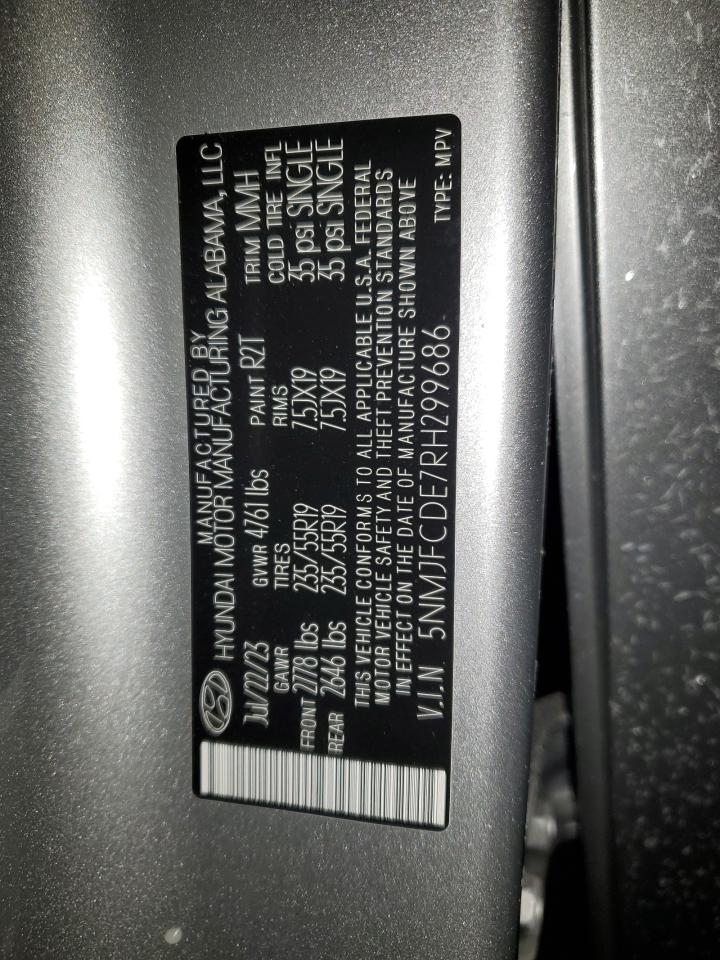 MANUFACTURED BY
HYUNDAI MOTOR MANUFACTURING ALABAMA, LLC
JUL/22/23 GVWR 4761 lbs PAINT R2T TRIM MMH
GAWR TIRES RIMS COLD TIRE INFL
FRONT 2778 lbs 235/55R19 7.5JX19 35 psi SINGLE
REAR 2646 lbs 235/55R19 7.5JX19 35 psi SINGLE
THIS VEHICLE CONFORMS TO ALL APPLICABLE U.S.A. FEDERAL
MOTOR VEHICLE SAFETY AND THEFT PREVENTION STANDARDS
IN EFFECT ON THE DATE OF MANUFACTURE SHOWN ABOVE
V.I.N 5NMJFCDE7RH299686 TYPE: MPV